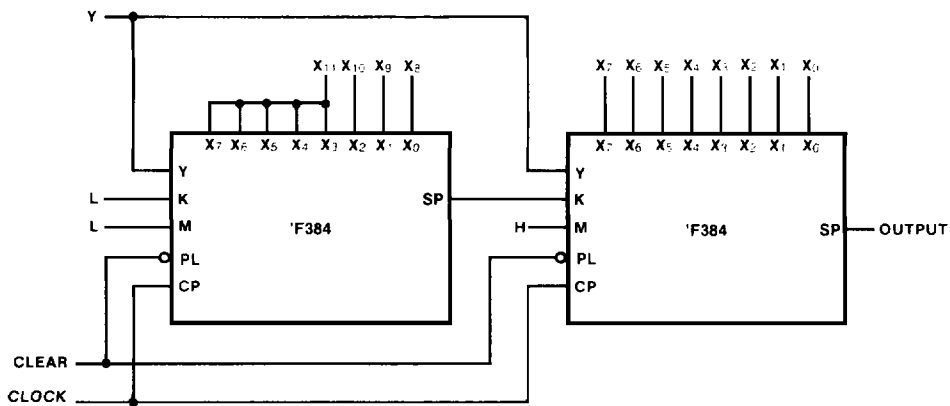 Y
X₁₁ X₁₀ X₉ X₈
X₇ X₆ X₅ X₄ X₃ X₂ X₁ X₀
X₇ X₆ X₅ X₄ X₃ X₂ X₁ X₀
X₇ X₆ X₅ X₄ X₃ X₂ X₁ X₀
Y
Y
L K SP
K
L M 'F384
H M 'F384 SP OUTPUT
PL
PL
CP
CP
CLEAR
CLOCK